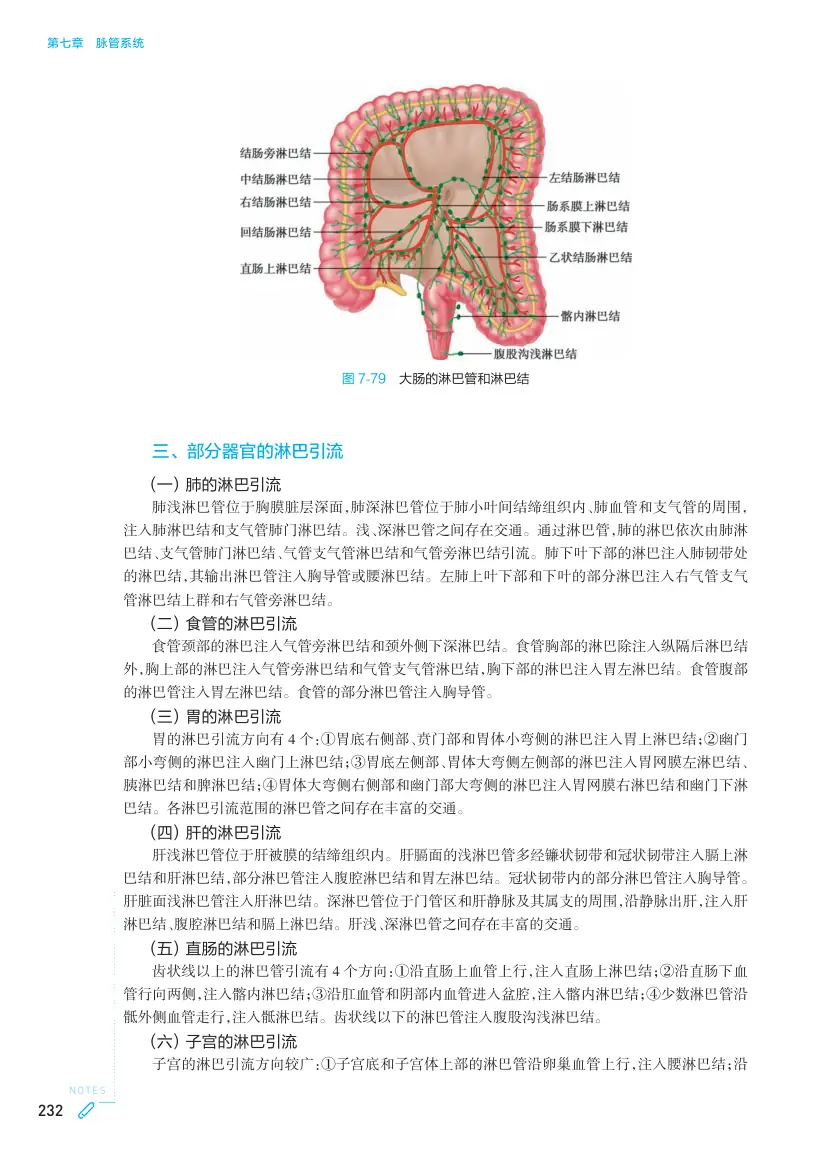 第七章　脉管系统
结肠旁淋巴结
中结肠淋巴结
右结肠淋巴结
回结肠淋巴结
直肠上淋巴结
左结肠淋巴结
肠系膜上淋巴结
肠系膜下淋巴结
乙状结肠淋巴结
髂内淋巴结
腹股沟浅淋巴结
图 7-79　大肠的淋巴管和淋巴结
三、部分器官的淋巴引流
（一）肺的淋巴引流
肺浅淋巴管位于胸膜脏层深面，肺深淋巴管位于肺小叶间结缔组织内、肺血管和支气管的周围，
注入肺淋巴结和支气管肺门淋巴结。浅、深淋巴管之间存在交通。通过淋巴管，肺的淋巴依次由肺淋
巴结、支气管肺门淋巴结、气管支气管淋巴结和气管旁淋巴结引流。肺下叶下部的淋巴注入肺韧带处
的淋巴结，其输出淋巴管注入胸导管或腰淋巴结。左肺上叶下部和下叶的部分淋巴注入右气管支气
管淋巴结上群和右气管旁淋巴结。
（二）食管的淋巴引流
食管颈部的淋巴注入气管旁淋巴结和颈外侧下深淋巴结。食管胸部的淋巴除注入纵隔后淋巴结
外，胸上部的淋巴注入气管旁淋巴结和气管支气管淋巴结，胸下部的淋巴注入胃左淋巴结。食管腹部
的淋巴管注入胃左淋巴结。食管的部分淋巴管注入胸导管。
（三）胃的淋巴引流
胃的淋巴引流方向有 4 个：①胃底右侧部、贲门部和胃体小弯侧的淋巴注入胃上淋巴结；②幽门
部小弯侧的淋巴注入幽门上淋巴结；③胃底左侧部、胃体大弯侧左侧部的淋巴注入胃网膜左淋巴结、
胰淋巴结和脾淋巴结；④胃体大弯侧右侧部和幽门部大弯侧的淋巴注入胃网膜右淋巴结和幽门下淋
巴结。各淋巴引流范围的淋巴管之间存在丰富的交通。
（四）肝的淋巴引流
肝浅淋巴管位于肝被膜的结缔组织内。肝膈面的浅淋巴管多经镰状韧带和冠状韧带注入膈上淋
巴结和肝淋巴结，部分淋巴管注入腹腔淋巴结和胃左淋巴结。冠状韧带内的部分淋巴管注入胸导管。
肝脏面浅淋巴管注入肝淋巴结。深淋巴管位于门管区和肝静脉及其属支的周围，沿静脉出肝，注入肝
淋巴结、腹腔淋巴结和膈上淋巴结。肝浅、深淋巴管之间存在丰富的交通。
（五）直肠的淋巴引流
齿状线以上的淋巴管引流有 4 个方向：①沿直肠上血管上行，注入直肠上淋巴结；②沿直肠下血
管行向两侧，注入髂内淋巴结；③沿肛血管和阴部内血管进入盆腔，注入髂内淋巴结；④少数淋巴管沿
骶外侧血管走行，注入骶淋巴结。齿状线以下的淋巴管注入腹股沟浅淋巴结。
（六）子宫的淋巴引流
子宫的淋巴引流方向较广：①子宫底和子宫体上部的淋巴管沿卵巢血管上行，注入腰淋巴结；沿
NOTES
232